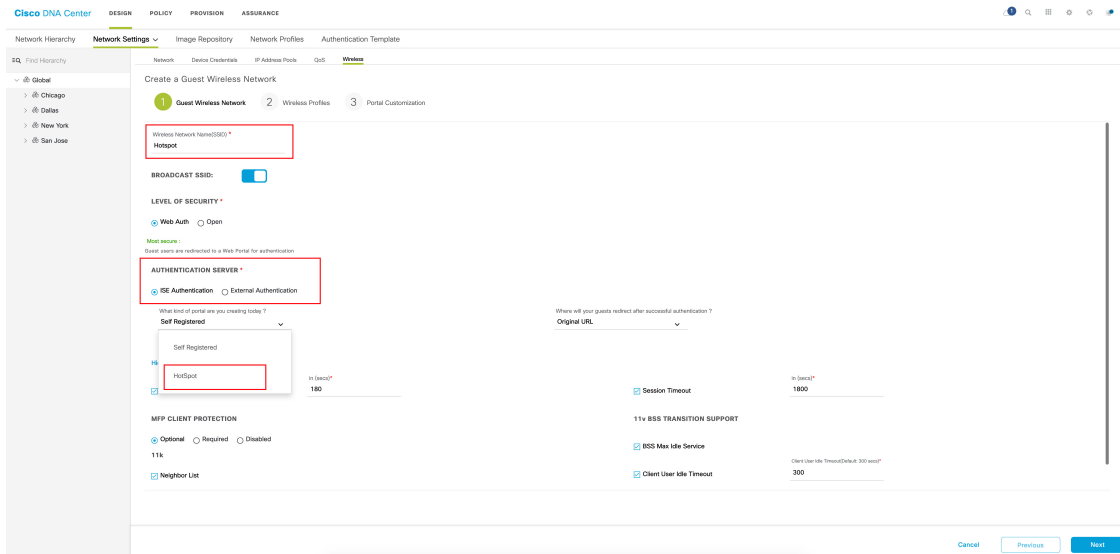 Cisco DNA Center DESIGN POLICY PROVISION ASSURANCE 1
Network Hierarchy Network Settings Image Repository Network Profiles Authentication Template
EQ Find Hierarchy
Network Device Credentials IP Address Pools QoS Wireless
Global
Chicago
Dallas
New York
San Jose
Create a Guest Wireless Network
1 Guest Wireless Network 2 Wireless Profiles 3 Portal Customization
Wireless Network Name(SSID) *
Hotspot
BROADCAST SSID:
LEVEL OF SECURITY *
Web Auth Open
Most secure :
Guest users are redirected to a Web Portal for authentication
AUTHENTICATION SERVER *
ISE Authentication External Authentication
What kind of portal are you creating today ? Where will your guests redirect after successful authentication ?
Self Registered Original URL
Self Registered
HotSpot
in (secs)* in (secs)*
180 Session Timeout 1800
MFP CLIENT PROTECTION 11v BSS TRANSITION SUPPORT
Optional Required Disabled BSS Max Idle Service
11k
Client User Idle Timeout(Default: 300 secs)*
Neighbor List Client User Idle Timeout 300
Cancel Previous Next